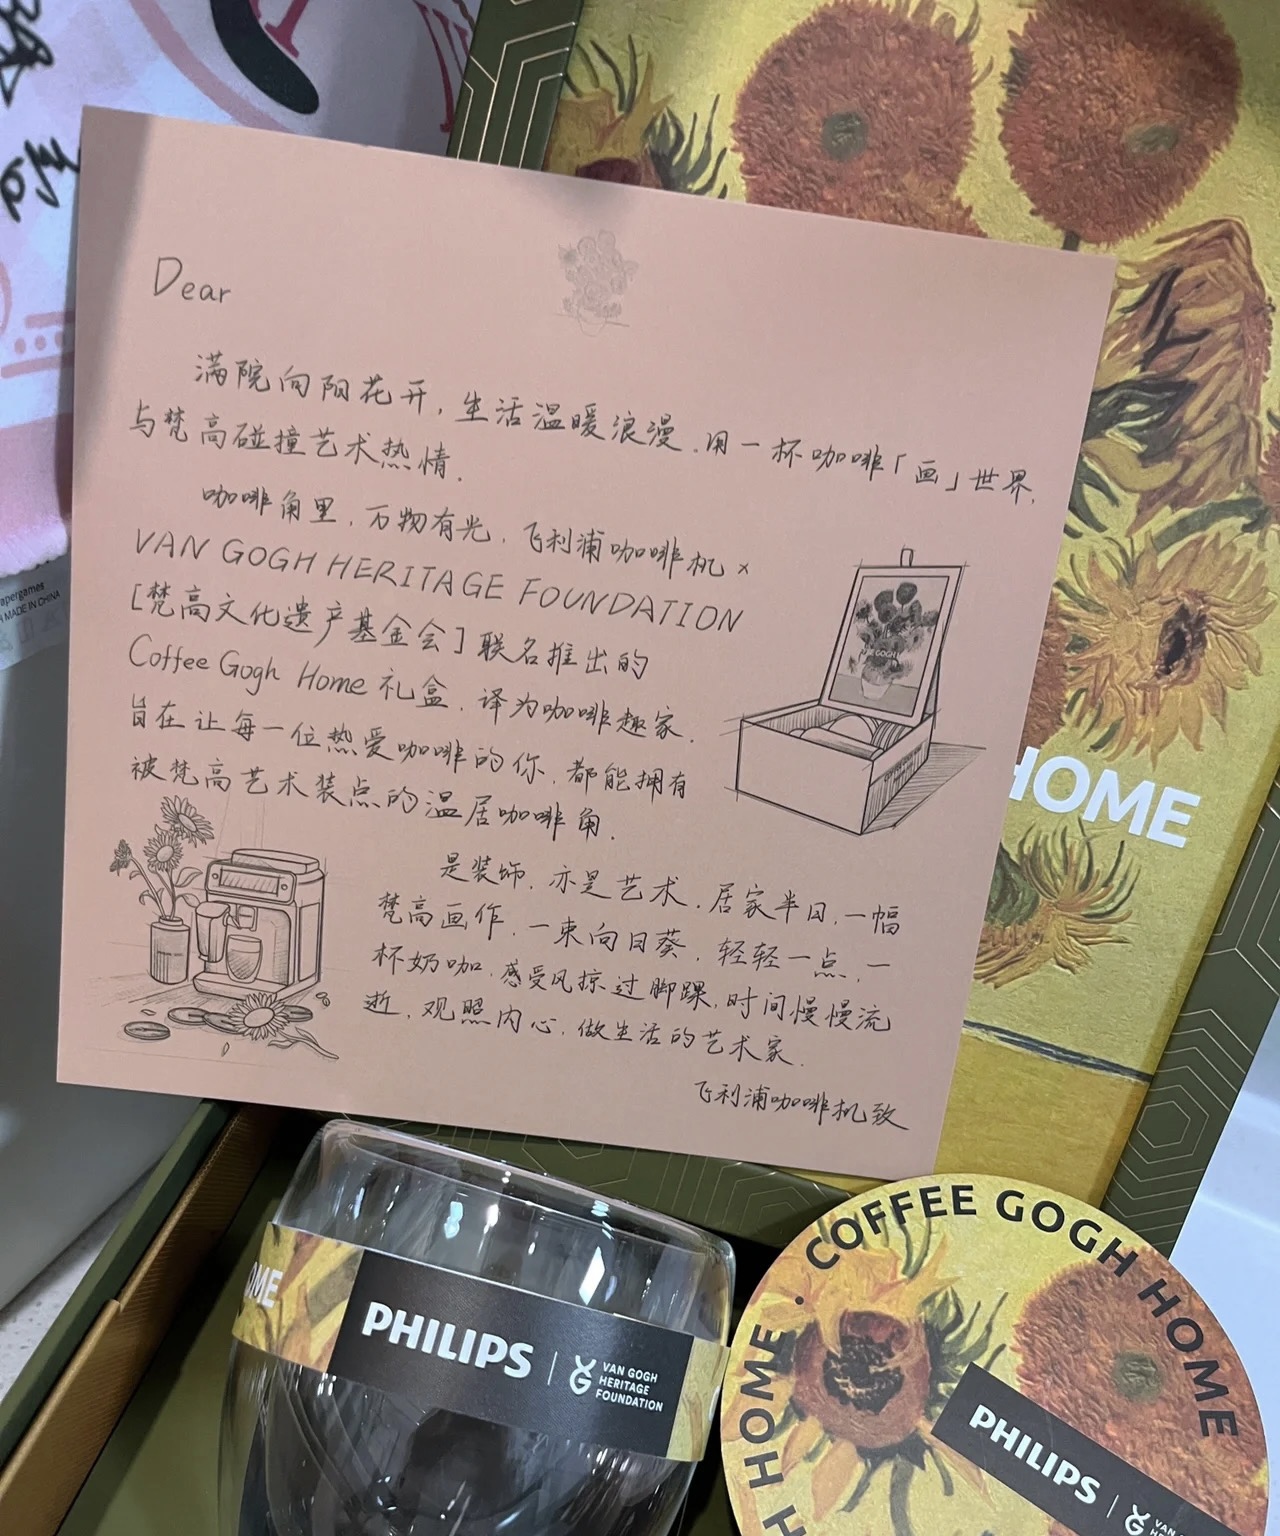 Dear
满院向阳花开，生活温暖浪漫．用一杯咖啡「画」世界，
与梵高碰撞艺术热情．
咖啡角里，万物有光，飞利浦咖啡机 ×
VAN GOGH HERITAGE FOUNDATION
[梵高文化遗产基金会] 联名推出的
Coffee Gogh Home 礼盒，译为咖啡趣家．
旨在让每一位热爱咖啡的你，都能拥有
被梵高艺术装点的温居咖啡角．
是装饰，亦是艺术．居家半日，一幅
梵高画作，一束向日葵，轻轻一点，一
杯奶咖，感受风掠过脚踝，时间慢慢流
逝，观照内心，做生活的艺术家．
飞利浦咖啡机致
HOME
apergames
MADE IN CHINA
OME
PHILIPS
VAN GOGH
HERITAGE
FOUNDATION
COFFEE GOGH HOME · H HOME
PHILIPS
VAN